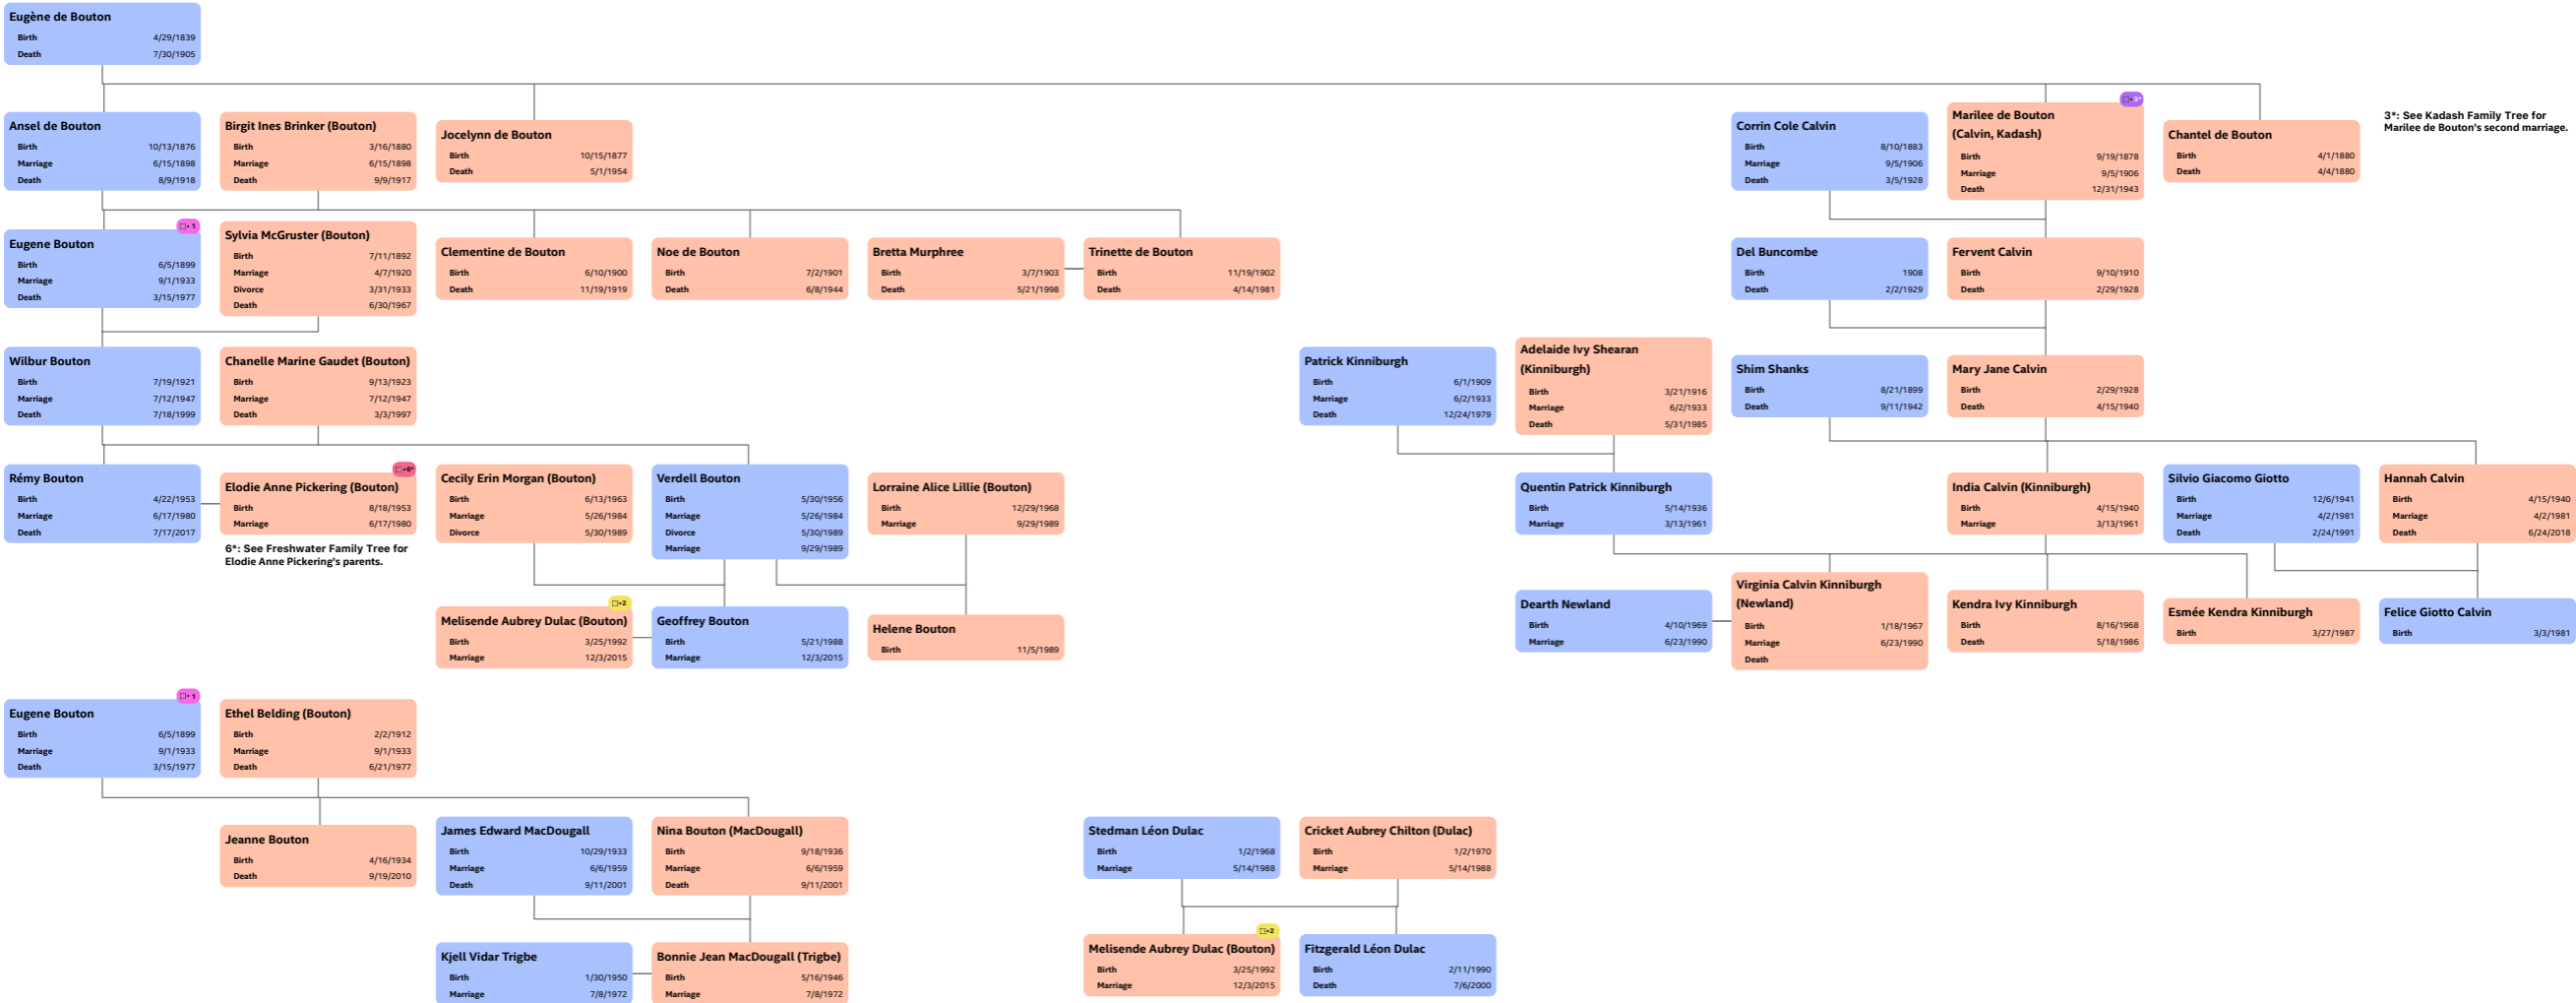 Eugène de Bouton
Birth 4/29/1839
Death 7/30/1905
Ansel de Bouton
Birth 10/13/1876
Marriage 6/15/1898
Death 8/9/1918
Birgit Ines Brinker (Bouton)
Birth 3/16/1880
Marriage 6/15/1898
Death 9/9/1917
Jocelynn de Bouton
Birth 10/15/1877
Death 5/1/1954
Corrin Cole Calvin
Birth 8/10/1883
Marriage 9/5/1906
Death 3/5/1928
3*
Marilee de Bouton
(Calvin, Kadash)
Birth 9/19/1878
Marriage 9/5/1906
Death 12/31/1943
Chantel de Bouton
Birth 4/1/1880
Death 4/4/1880
3*: See Kadash Family Tree for
Marilee de Bouton's second marriage.
1
Eugene Bouton
Birth 6/5/1899
Marriage 9/1/1933
Death 3/15/1977
Sylvia McGruster (Bouton)
Birth 7/11/1892
Marriage 4/7/1920
Divorce 3/31/1933
Death 6/30/1967
Clementine de Bouton
Birth 6/10/1900
Death 11/19/1919
Noe de Bouton
Birth 7/2/1901
Death 6/8/1944
Bretta Murphree
Birth 3/7/1903
Death 5/21/1998
Trinette de Bouton
Birth 11/19/1902
Death 4/14/1981
Del Buncombe
Birth 1908
Death 2/2/1929
Fervent Calvin
Birth 9/10/1910
Death 2/29/1928
Wilbur Bouton
Birth 7/19/1921
Marriage 7/12/1947
Death 7/18/1999
Chanelle Marine Gaudet (Bouton)
Birth 9/13/1923
Marriage 7/12/1947
Death 3/3/1997
Patrick Kinniburgh
Birth 6/1/1909
Marriage 6/2/1933
Death 12/24/1979
Adelaide Ivy Shearan
(Kinniburgh)
Birth 3/21/1916
Marriage 6/2/1933
Death 5/31/1985
Shim Shanks
Birth 8/21/1899
Death 9/11/1942
Mary Jane Calvin
Birth 2/29/1928
Death 4/15/1940
Rémy Bouton
Birth 4/22/1953
Marriage 6/17/1980
Death 7/17/2017
6*
Elodie Anne Pickering (Bouton)
Birth 8/18/1953
Marriage 6/17/1980
6*: See Freshwater Family Tree for
Elodie Anne Pickering's parents.
Cecily Erin Morgan (Bouton)
Birth 6/13/1963
Marriage 5/26/1984
Divorce 5/30/1989
Verdell Bouton
Birth 5/30/1956
Marriage 5/26/1984
Divorce 5/30/1989
Marriage 9/29/1989
Lorraine Alice Lillie (Bouton)
Birth 12/29/1968
Marriage 9/29/1989
Quentin Patrick Kinniburgh
Birth 5/14/1936
Marriage 3/13/1961
India Calvin (Kinniburgh)
Birth 4/15/1940
Marriage 3/13/1961
Silvio Giacomo Giotto
Birth 12/6/1941
Marriage 4/2/1981
Death 2/24/1991
Hannah Calvin
Birth 4/15/1940
Marriage 4/2/1981
Death 6/24/2018
2
Melisende Aubrey Dulac (Bouton)
Birth 3/25/1992
Marriage 12/3/2015
Geoffrey Bouton
Birth 5/21/1988
Marriage 12/3/2015
Helene Bouton
Birth 11/5/1989
Dearth Newland
Birth 4/10/1969
Marriage 6/23/1990
Virginia Calvin Kinniburgh
(Newland)
Birth 1/18/1967
Marriage 6/23/1990
Death
Kendra Ivy Kinniburgh
Birth 8/16/1968
Death 5/18/1986
Esmée Kendra Kinniburgh
Birth 3/27/1987
Felice Giotto Calvin
Birth 3/3/1981
1
Eugene Bouton
Birth 6/5/1899
Marriage 9/1/1933
Death 3/15/1977
Ethel Belding (Bouton)
Birth 2/2/1912
Marriage 9/1/1933
Death 6/21/1977
Jeanne Bouton
Birth 4/16/1934
Death 9/19/2010
James Edward MacDougall
Birth 10/29/1933
Marriage 6/6/1959
Death 9/11/2001
Nina Bouton (MacDougall)
Birth 9/18/1936
Marriage 6/6/1959
Death 9/11/2001
Stedman Léon Dulac
Birth 1/2/1968
Marriage 5/14/1988
Cricket Aubrey Chilton (Dulac)
Birth 1/2/1970
Marriage 5/14/1988
Kjell Vidar Trigbe
Birth 1/30/1950
Marriage 7/8/1972
Bonnie Jean MacDougall (Trigbe)
Birth 5/16/1946
Marriage 7/8/1972
2
Melisende Aubrey Dulac (Bouton)
Birth 3/25/1992
Marriage 12/3/2015
Fitzgerald Léon Dulac
Birth 2/11/1990
Death 7/6/2000